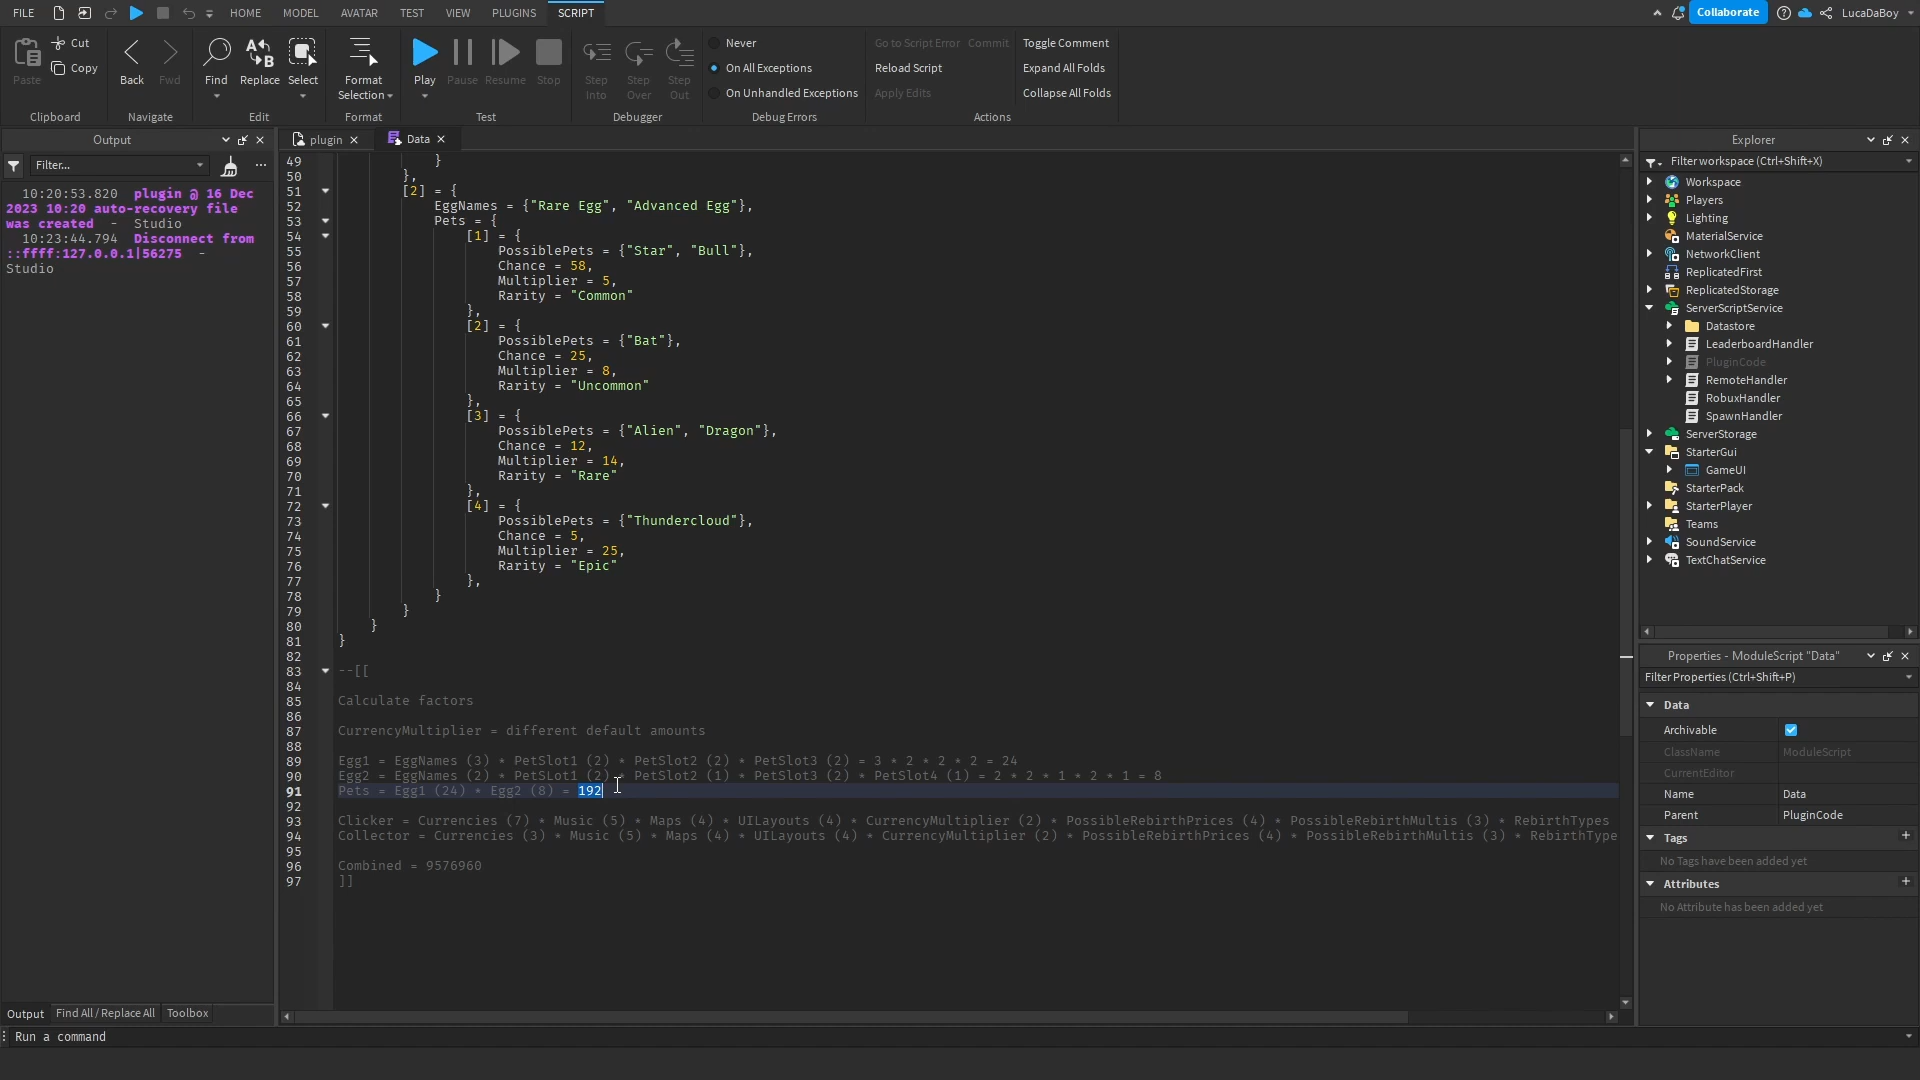 FILE HOME MODEL AVATAR TEST VIEW PLUGINS SCRIPT Collaborate LucaDaBoy
Paste Cut Copy Back Fwd Find Replace Select Format Selection Play Pause Resume Stop Step Into Step Over Step Out
Never
On All Exceptions
On Unhandled Exceptions
Go to Script Error Commit
Reload Script
Apply Edits
Toggle Comment
Expand All Folds
Collapse All Folds
Clipboard Navigate Edit Format Test Debugger Debug Errors Actions
Output
Filter...
10:20:53.820 plugin @ 16 Dec
2023 10:20 auto-recovery file
was created - Studio
10:23:44.794 Disconnect from
::ffff:127.0.0.1|56275 -
Studio
Output Find All / Replace All Toolbox
Run a command
plugin Data
49 }
50 },
51 [2] = {
52 EggNames = {"Rare Egg", "Advanced Egg"},
53 Pets = {
54 [1] = {
55 PossiblePets = {"Star", "Bull"},
56 Chance = 58,
57 Multiplier = 5,
58 Rarity = "Common"
59 },
60 [2] = {
61 PossiblePets = {"Bat"},
62 Chance = 25,
63 Multiplier = 8,
64 Rarity = "Uncommon"
65 },
66 [3] = {
67 PossiblePets = {"Alien", "Dragon"},
68 Chance = 12,
69 Multiplier = 14,
70 Rarity = "Rare"
71 },
72 [4] = {
73 PossiblePets = {"Thundercloud"},
74 Chance = 5,
75 Multiplier = 25,
76 Rarity = "Epic"
77 },
78 }
79 }
80 }
81 }
82
83 --[[
84
85 Calculate factors
86
87 CurrencyMultiplier = different default amounts
88
89 Egg1 = EggNames (3) * PetSlot1 (2) * PetSlot2 (2) * PetSlot3 (2) = 3 * 2 * 2 * 2 = 24
90 Egg2 = EggNames (2) * PetSLot1 (2) * PetSlot2 (1) * PetSlot3 (2) * PetSlot4 (1) = 2 * 2 * 1 * 2 * 1 = 8
91 Pets = Egg1 (24) * Egg2 (8) = 192
92
93 Clicker = Currencies (7) * Music (5) * Maps (4) * UILayouts (4) * CurrencyMultiplier (2) * PossibleRebirthPrices (4) * PossibleRebirthMultis (3) * RebirthTypes
94 Collector = Currencies (3) * Music (5) * Maps (4) * UILayouts (4) * CurrencyMultiplier (2) * PossibleRebirthPrices (4) * PossibleRebirthMultis (3) * RebirthType
95
96 Combined = 9576960
97 ]]
Explorer
Filter workspace (Ctrl+Shift+X)
Workspace
Players
Lighting
MaterialService
NetworkClient
ReplicatedFirst
ReplicatedStorage
ServerScriptService
Datastore
LeaderboardHandler
PluginCode
RemoteHandler
RobuxHandler
SpawnHandler
ServerStorage
StarterGui
GameUI
StarterPack
StarterPlayer
Teams
SoundService
TextChatService
Properties - ModuleScript "Data"
Filter Properties (Ctrl+Shift+P)
Data
Archivable
ClassName ModuleScript
CurrentEditor
Name Data
Parent PluginCode
Tags
No Tags have been added yet
Attributes
No Attribute has been added yet